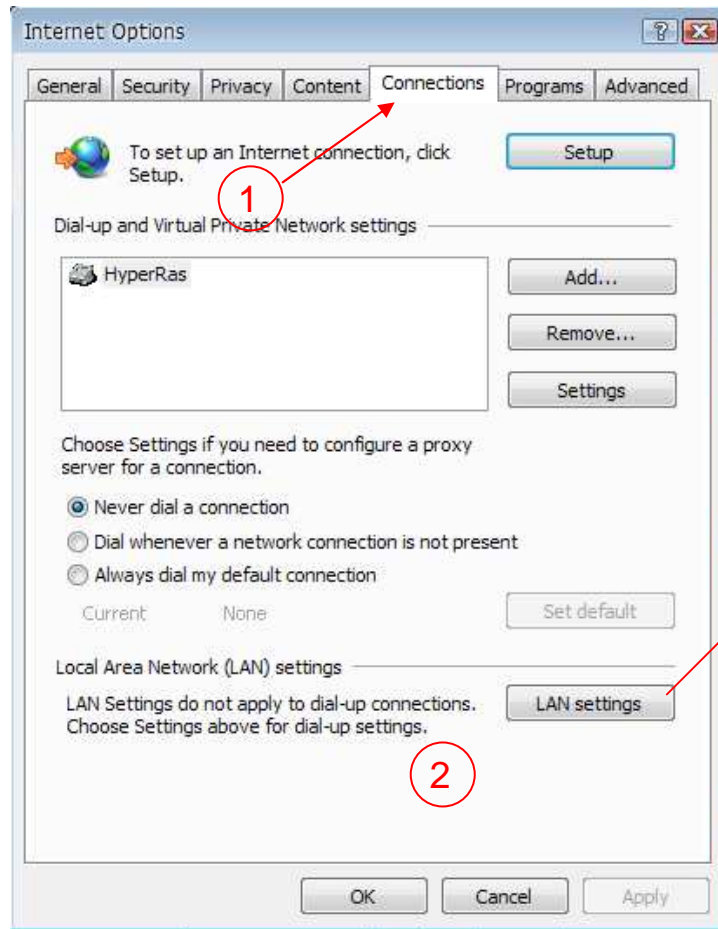 Internet Options
General Security Privacy Content Connections Programs Advanced
To set up an Internet connection, click
Setup.
Setup
1
Dial-up and Virtual Private Network settings
HyperRas
Add...
Remove...
Settings
Choose Settings if you need to configure a proxy
server for a connection.
Never dial a connection
Dial whenever a network connection is not present
Always dial my default connection
Current None
Set default
Local Area Network (LAN) settings
LAN Settings do not apply to dial-up connections.
Choose Settings above for dial-up settings.
LAN settings
2
OK Cancel Apply